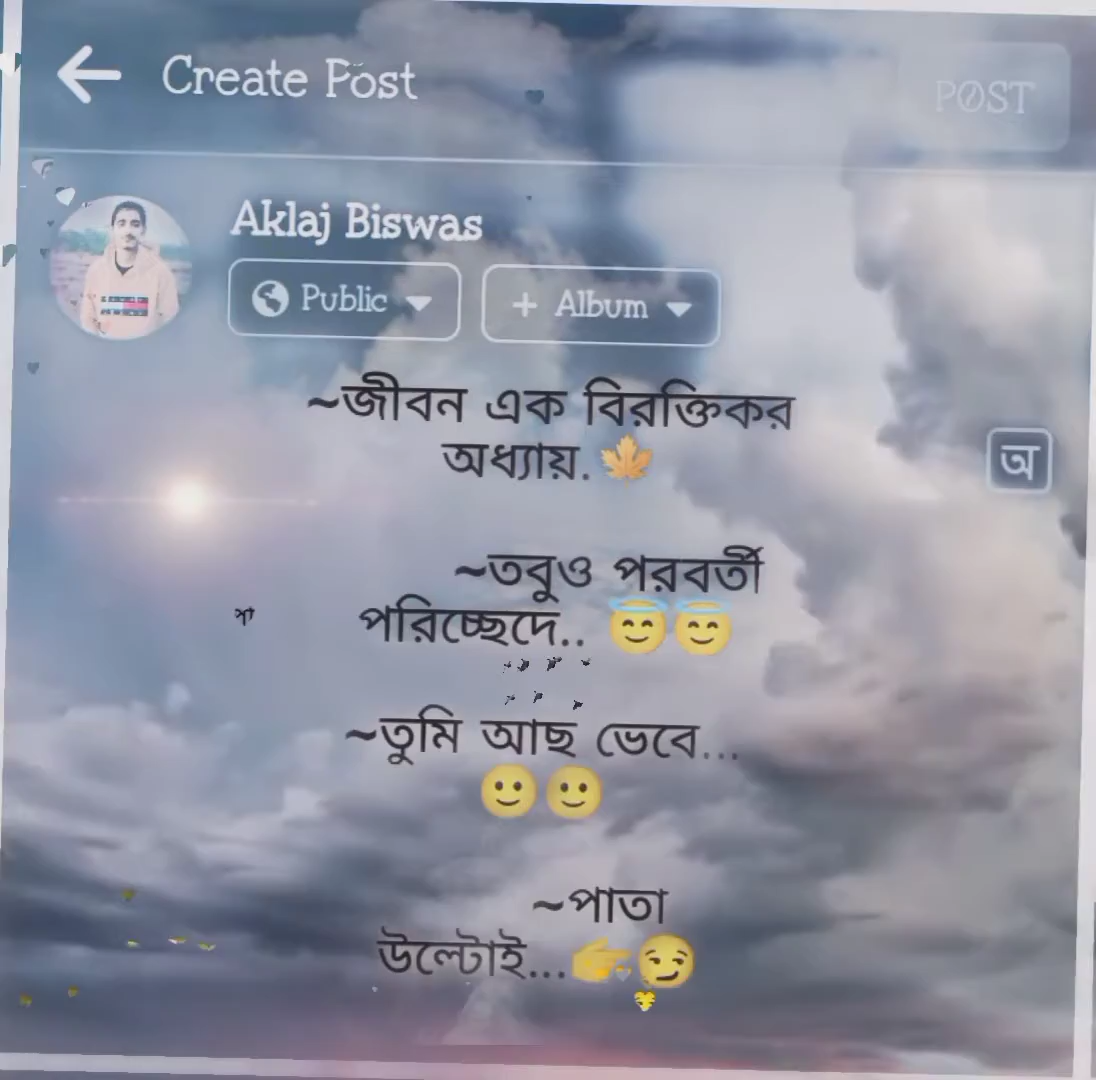 Create Post
POST
Aklaj Biswas
Public
+ Album
~জীবন এক বিরক্তিকর
অধ্যায়.🍁
অ
~তবুও পরবর্তী
পরিচ্ছেদে.. 😇😇
~তুমি আছ ভেবে...
🙂🙂
~পাতা
উল্টোই...👉😏